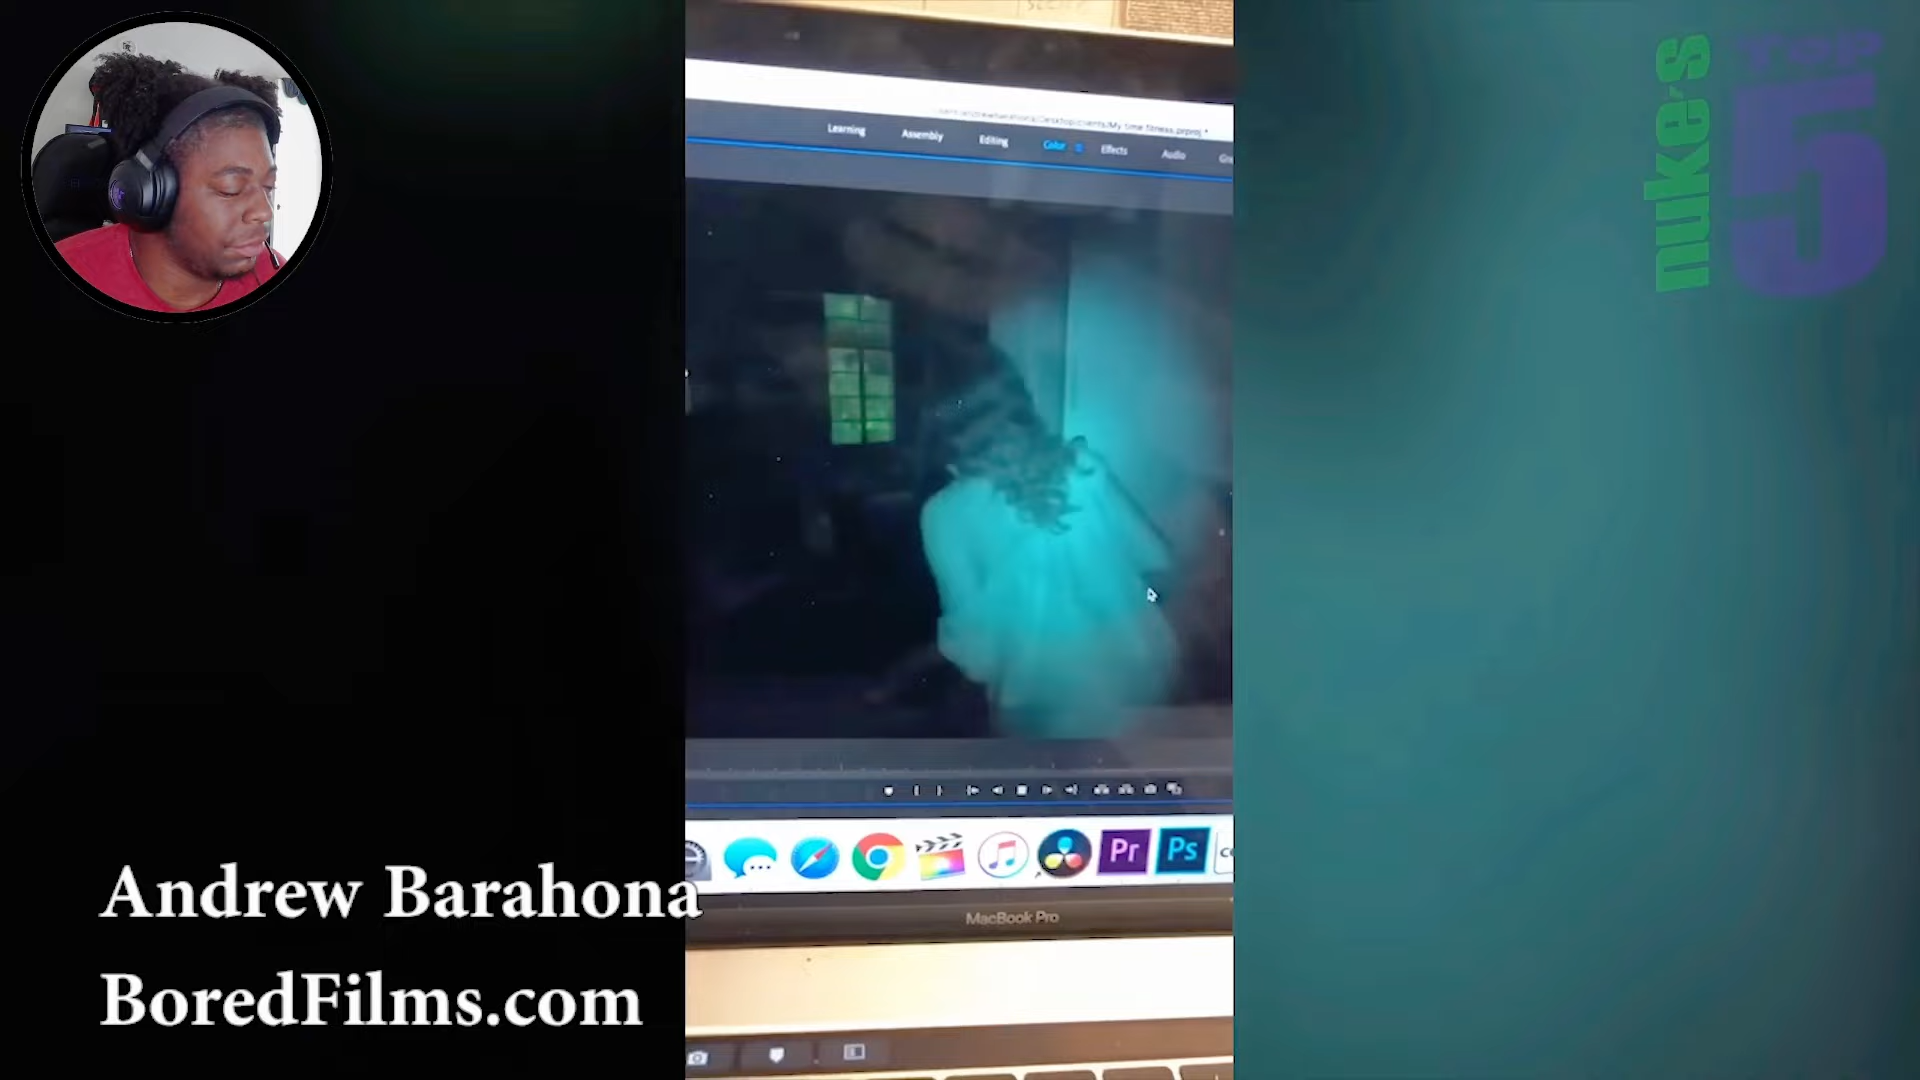 nuke's
Top
5
Learning Assembly Editing Color Effects Audio
Pr Ps
MacBook Pro
Andrew Barahona
BoredFilms.com